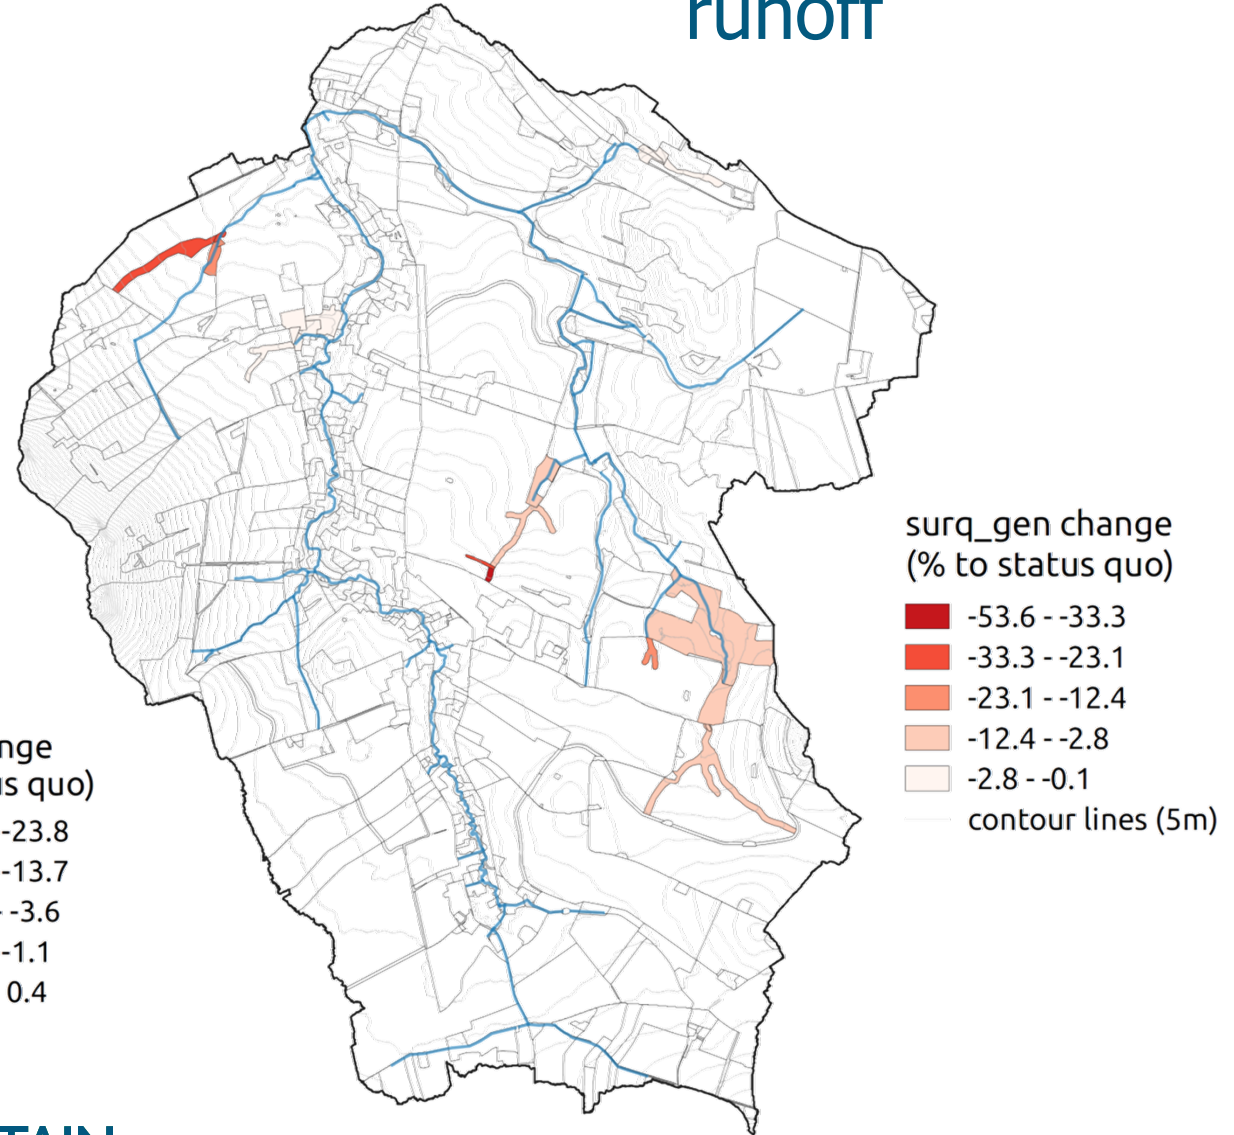 runoff
surq_gen change
(% to status quo)
-53.6 - -33.3
-33.3 - -23.1
-23.1 - -12.4
-12.4 - -2.8
-2.8 - -0.1
contour lines (5m)
nge
us quo)
-23.8
-13.7
- -3.6
-1.1
0.4
TAIN